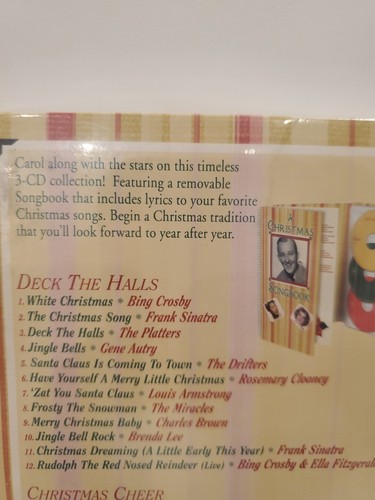 Carol along with the stars on this timeless
3-CD collection! Featuring a removable
Songbook that includes lyrics to your favorite
Christmas songs. Begin a Christmas tradition
that you'll look forward to year after year.
A
CHRISTMAS
SONGBOOK
DECK THE HALLS
1. White Christmas * Bing Crosby
2. The Christmas Song * Frank Sinatra
3. Deck The Halls * The Platters
4. Jingle Bells * Gene Autry
5. Santa Claus Is Coming To Town * The Drifters
6. Have Yourself A Merry Little Christmas * Rosemary Clooney
7. 'Zat You Santa Claus * Louis Armstrong
8. Frosty The Snowman * The Miracles
9. Merry Christmas Baby * Charles Brown
10. Jingle Bell Rock * Brenda Lee
11. Christmas Dreaming (A Little Early This Year) * Frank Sinatra
12. Rudolph The Red Nosed Reindeer (Live) * Bing Crosby & Ella Fitzgeral
CHRISTMAS CHEER